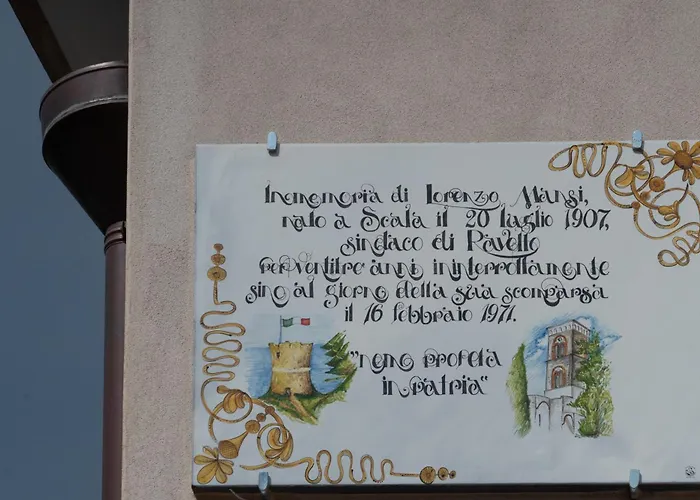 In memoria di Lorenzo Mansi,
nato a Scala il 20 luglio 1907,
sindaco di Ravello
per ventitre anni ininterrottamente
sino al giorno della sua scomparsa
il 16 febbraio 1971.
"nemo profeta
in patria"